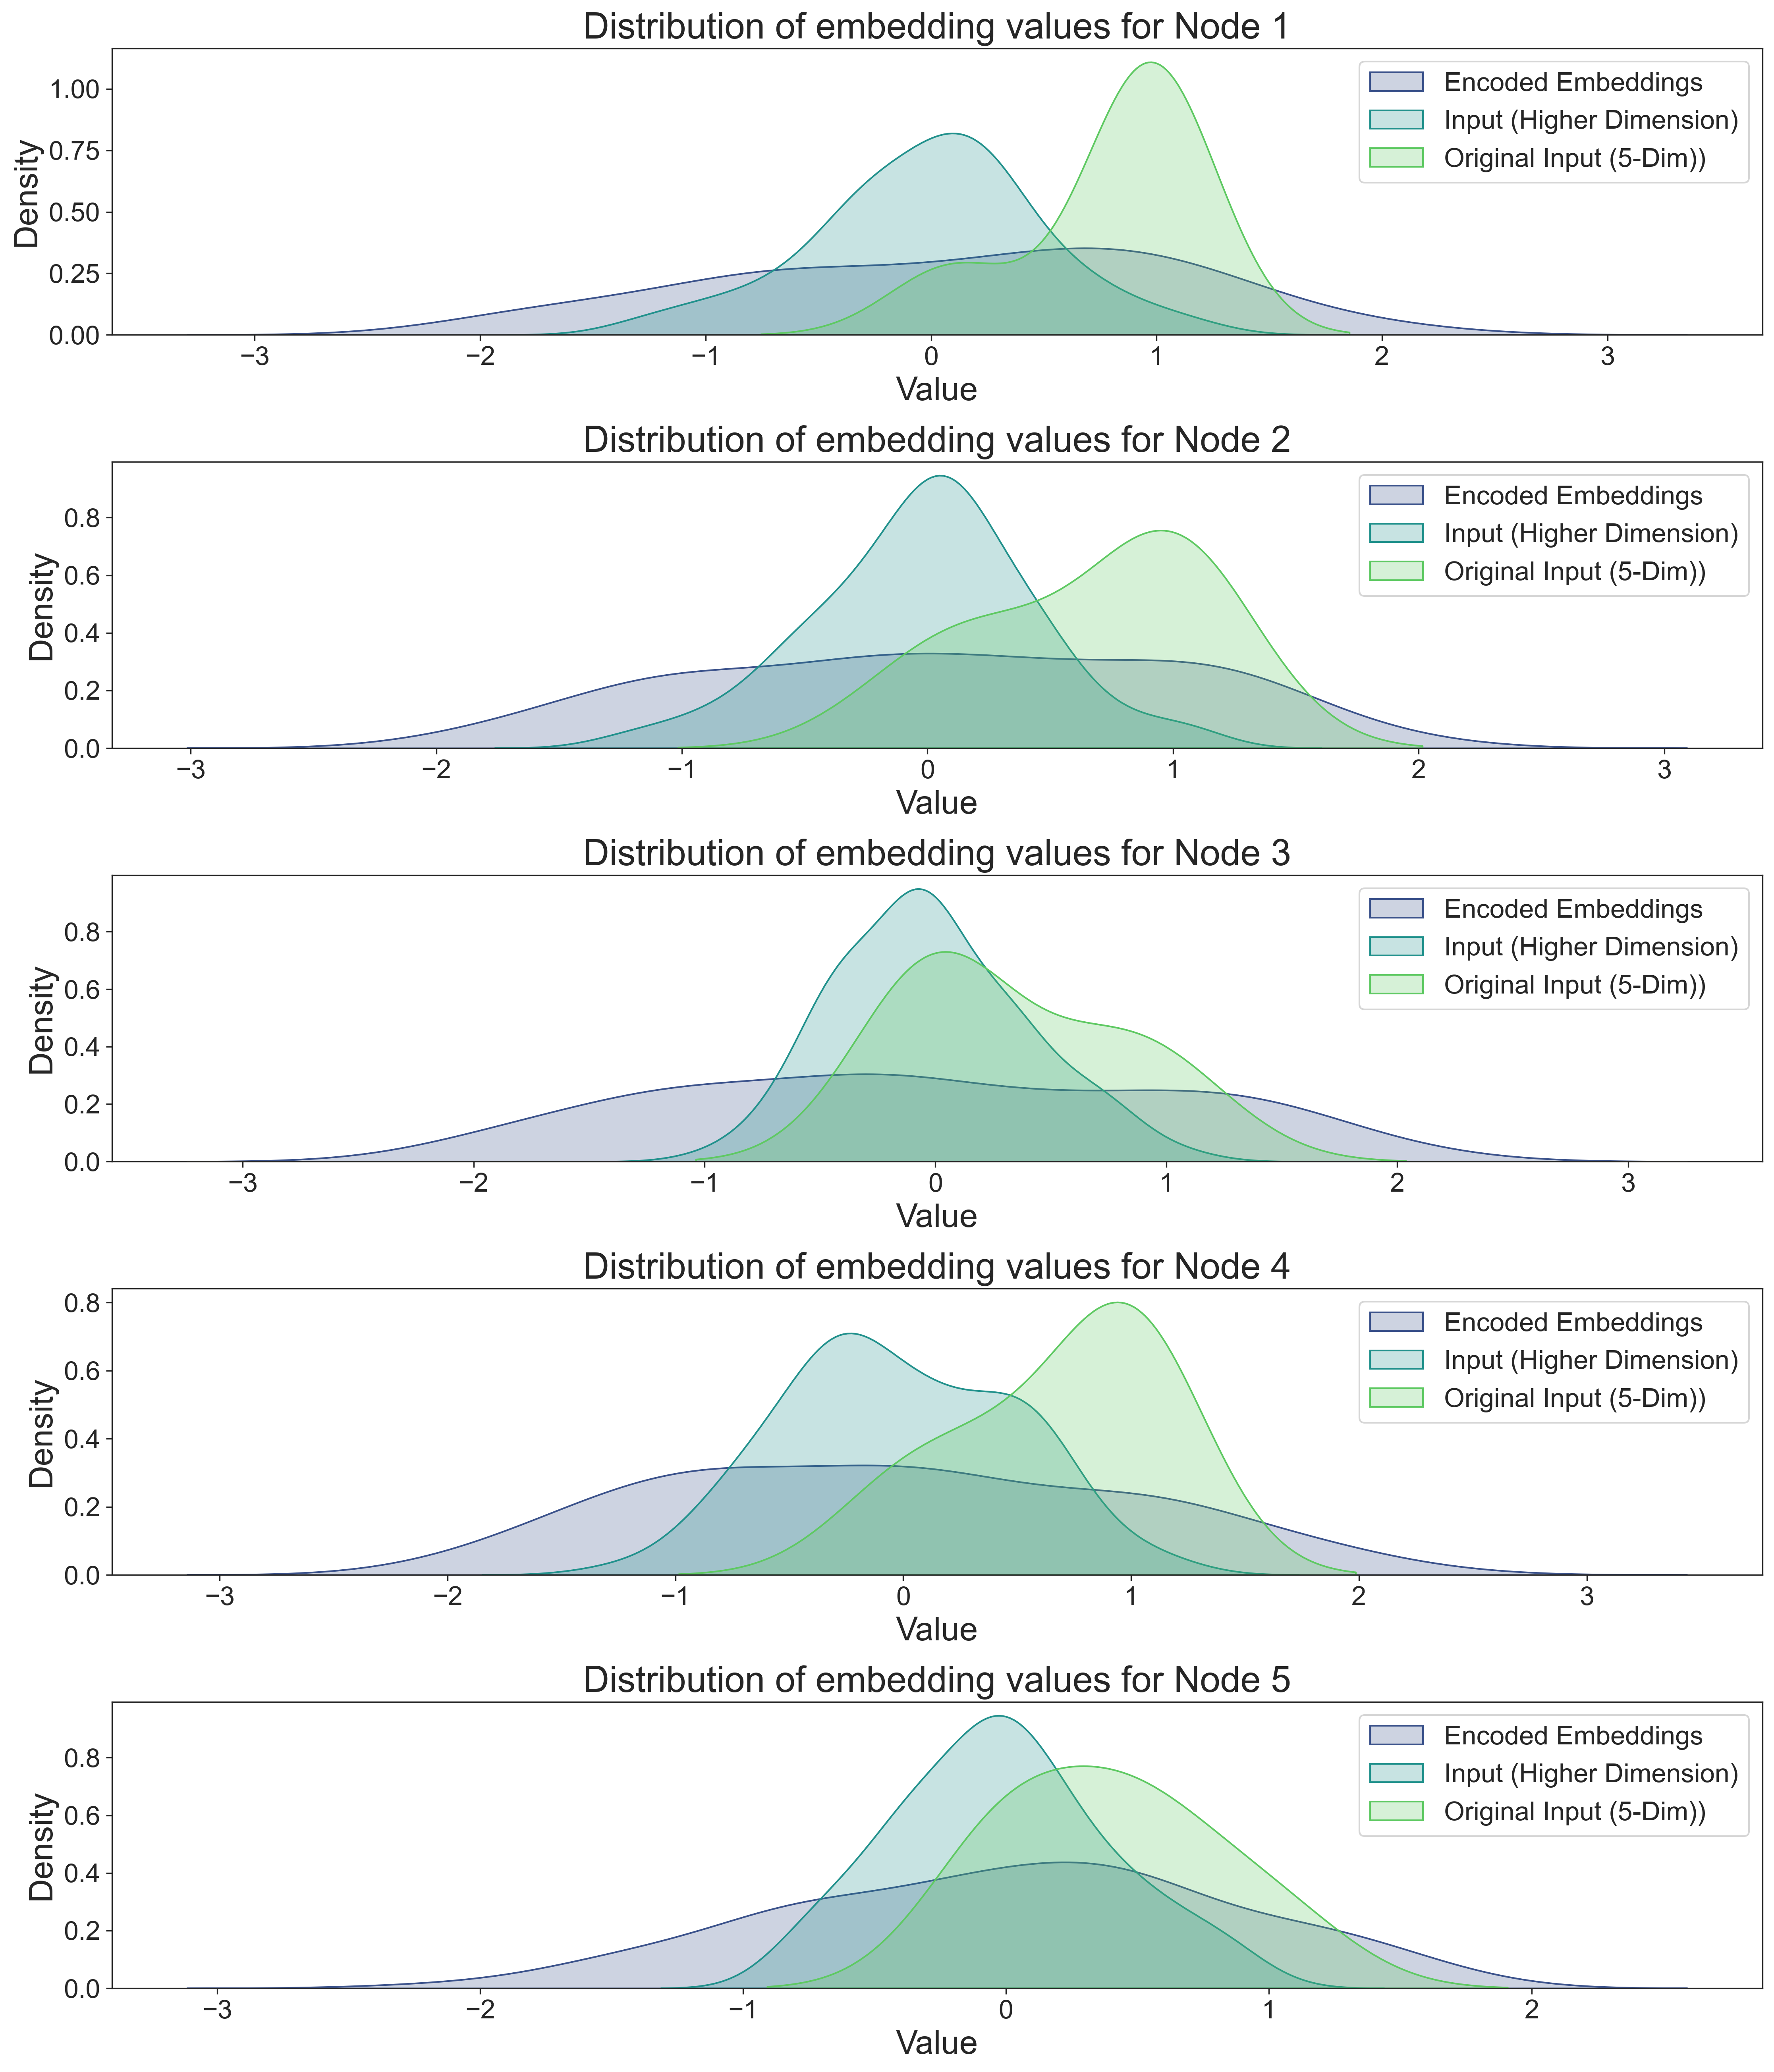 Distribution of embedding values for Node 1
Density
1.00
0.75
0.50
0.25
0.00
Encoded Embeddings
Input (Higher Dimension)
Original Input (5-Dim))
−3 −2 −1 0 1 2 3
Value
Distribution of embedding values for Node 2
Density
0.8
0.6
0.4
0.2
0.0
Encoded Embeddings
Input (Higher Dimension)
Original Input (5-Dim))
−3 −2 −1 0 1 2 3
Value
Distribution of embedding values for Node 3
Density
0.8
0.6
0.4
0.2
0.0
Encoded Embeddings
Input (Higher Dimension)
Original Input (5-Dim))
−3 −2 −1 0 1 2 3
Value
Distribution of embedding values for Node 4
Density
0.8
0.6
0.4
0.2
0.0
Encoded Embeddings
Input (Higher Dimension)
Original Input (5-Dim))
−3 −2 −1 0 1 2 3
Value
Distribution of embedding values for Node 5
Density
0.8
0.6
0.4
0.2
0.0
Encoded Embeddings
Input (Higher Dimension)
Original Input (5-Dim))
−3 −2 −1 0 1 2
Value